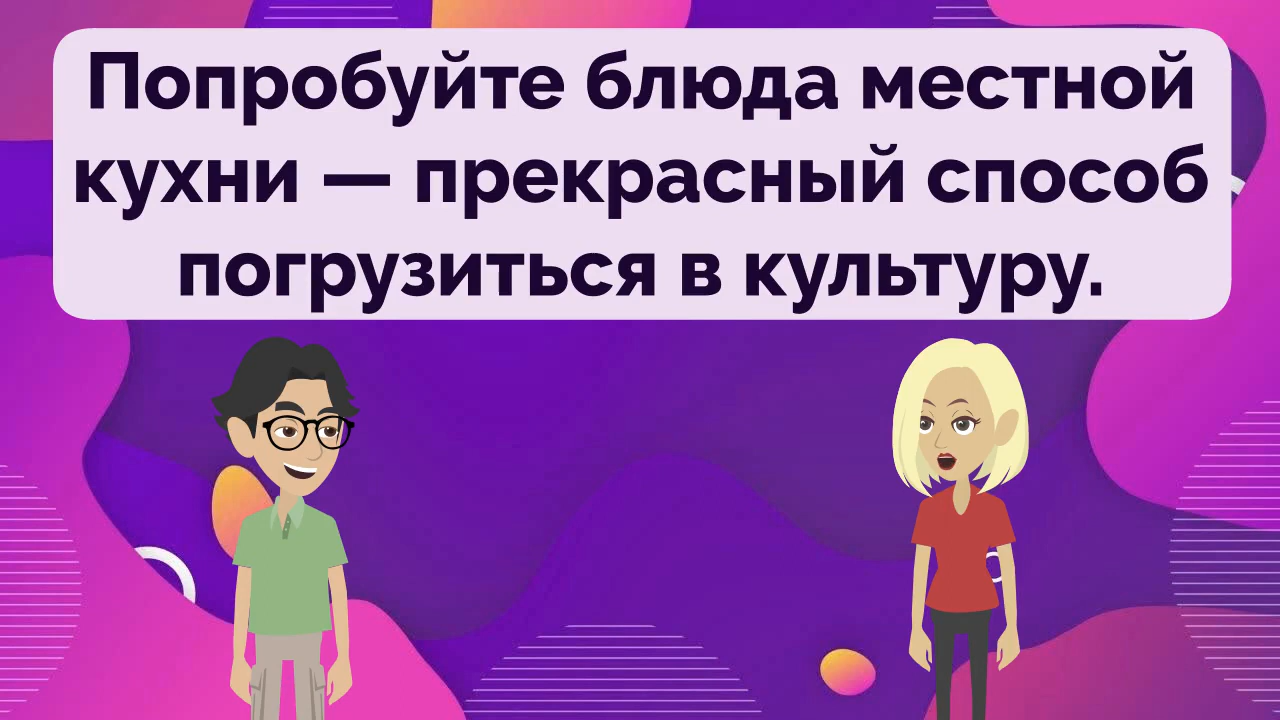 Попробуйте блюда местной
кухни — прекрасный способ
погрузиться в культуру.